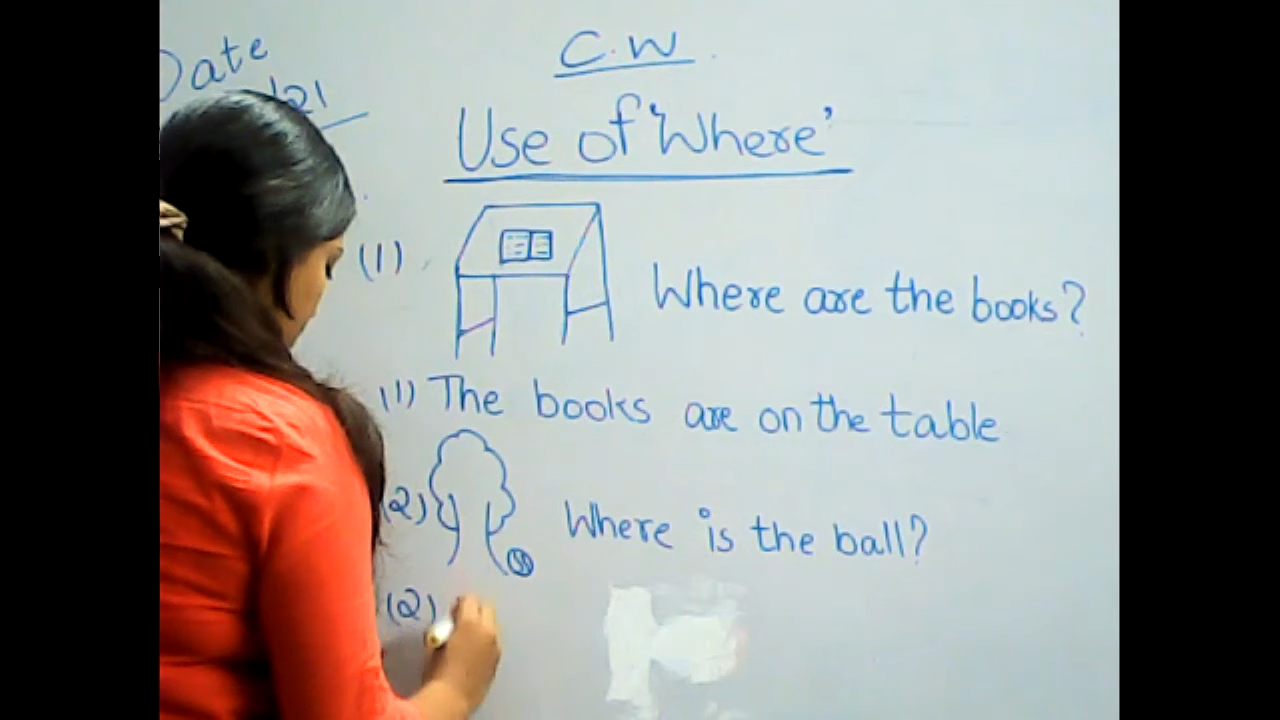 Date
/21
C.W.
Use of 'Where'
(1) Where are the books?
(1) The books are on the table
(2) Where is the ball?
(2)